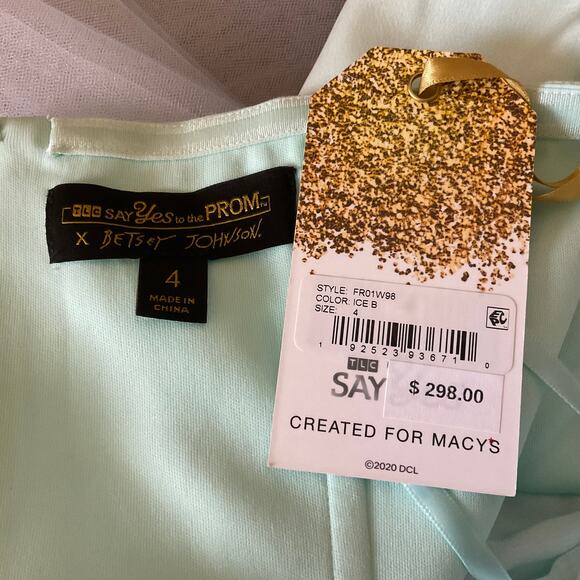 TLC SAY Yes to the PROM™
X BETSEY JOHNSON.
4
MADE IN
CHINA
STYLE: FR01W98
COLOR: ICE B
SIZE: 4
1 92523 93671 0
TLC
SAY
$ 298.00
CREATED FOR MACYS
©2020 DCL